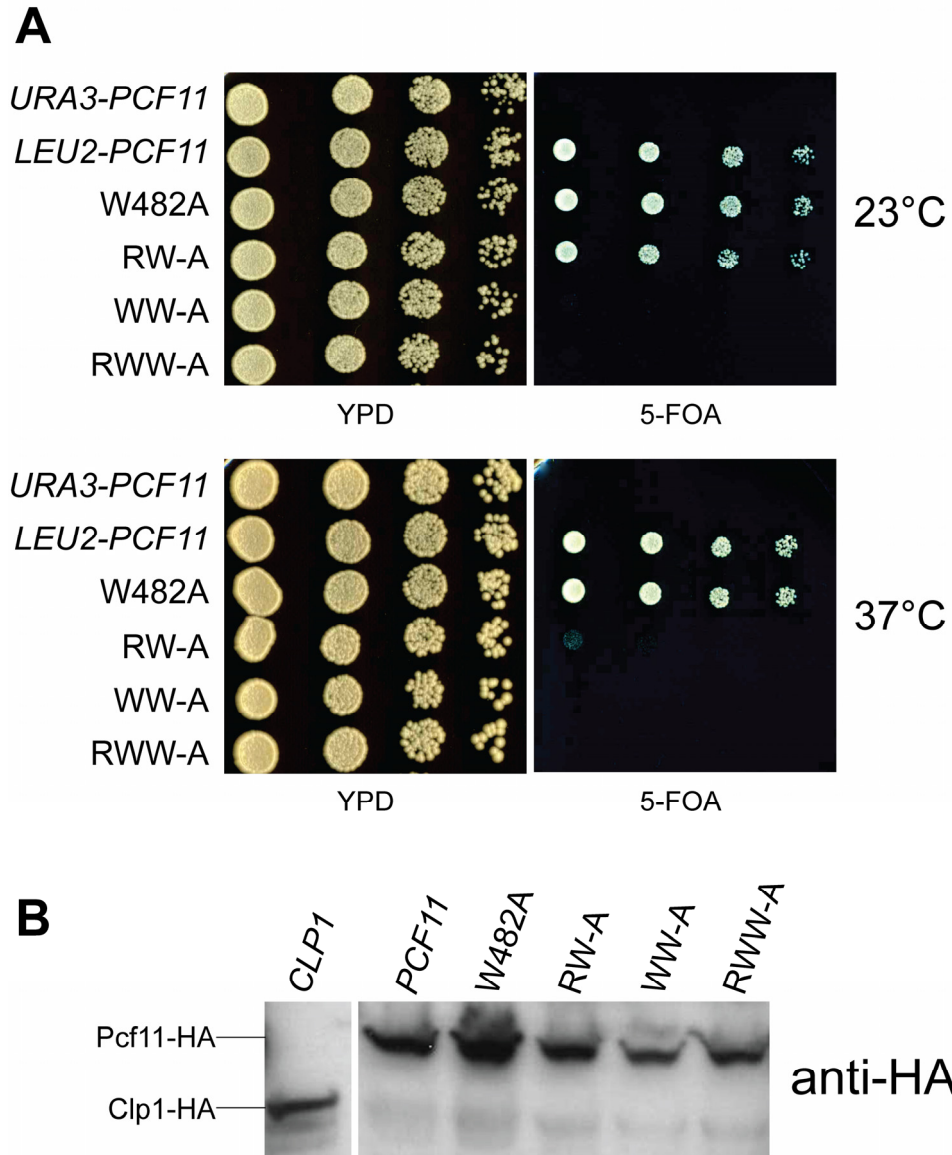 A
URA3-PCF11
LEU2-PCF11
W482A
RW-A
WW-A
RWW-A
23°C
YPD
5-FOA
URA3-PCF11
LEU2-PCF11
W482A
RW-A
WW-A
RWW-A
37°C
YPD
5-FOA
B
CLP1
PCF11
W482A
RW-A
WW-A
RWW-A
Pcf11-HA
Clp1-HA
anti-HA